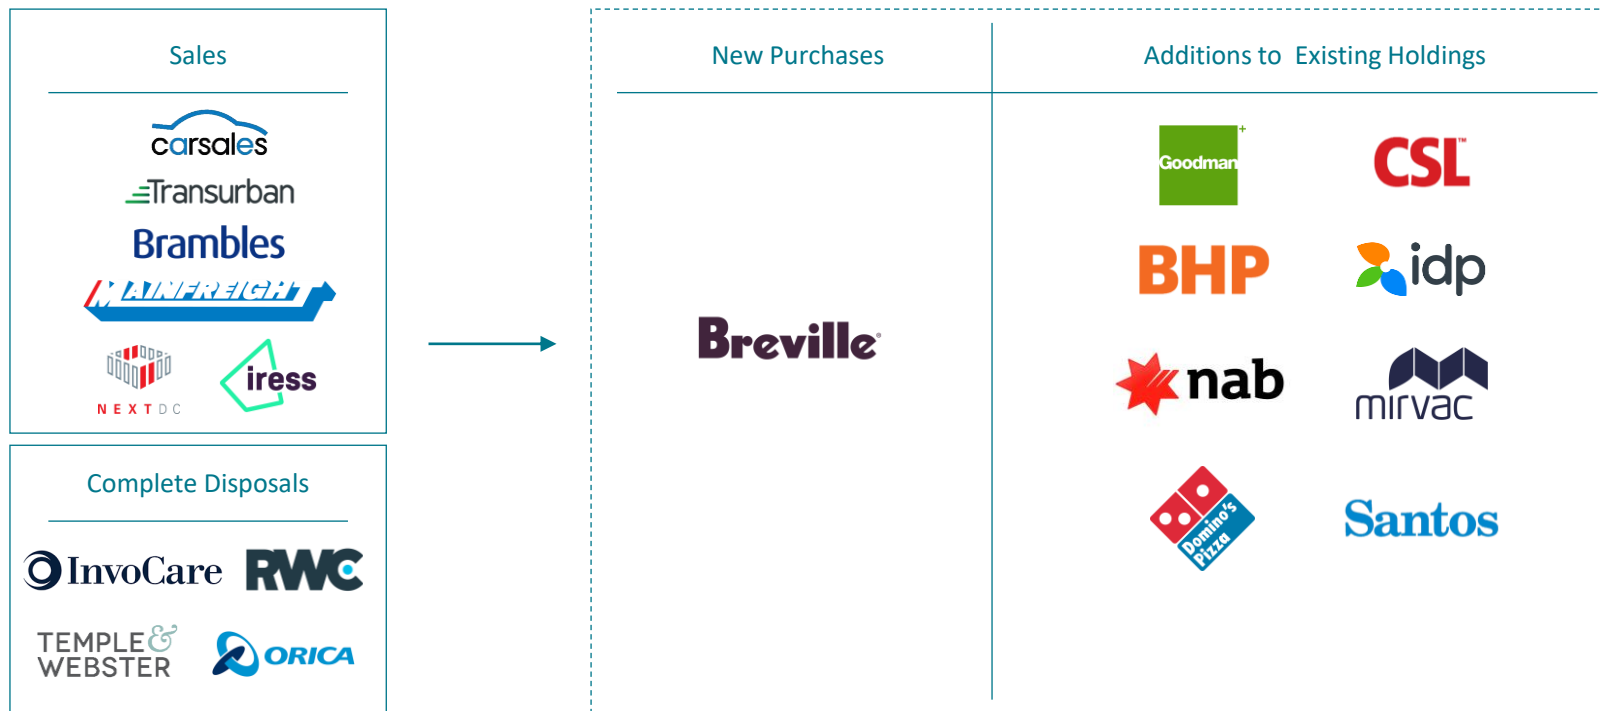 Sales
carsales
Transurban
Brambles
MAINFREIGHT
NEXTDC
iress
Complete Disposals
InvoCare
RWC
TEMPLE &
WEBSTER
ORICA
New Purchases
Breville®
Additions to Existing Holdings
Goodman+
CSL™
BHP
idp
nab
mirvac
Domino's
Pizza
Santos